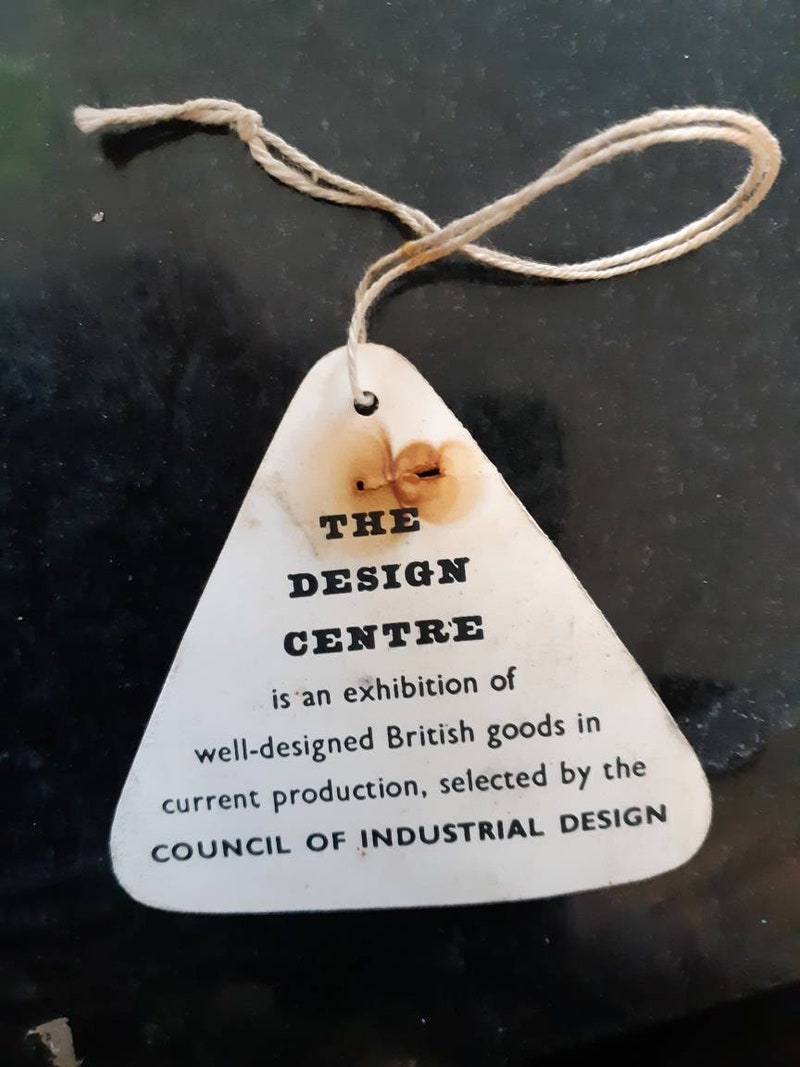 THE
DESIGN
CENTRE
is an exhibition of
well-designed British goods in
current production, selected by the
COUNCIL OF INDUSTRIAL DESIGN